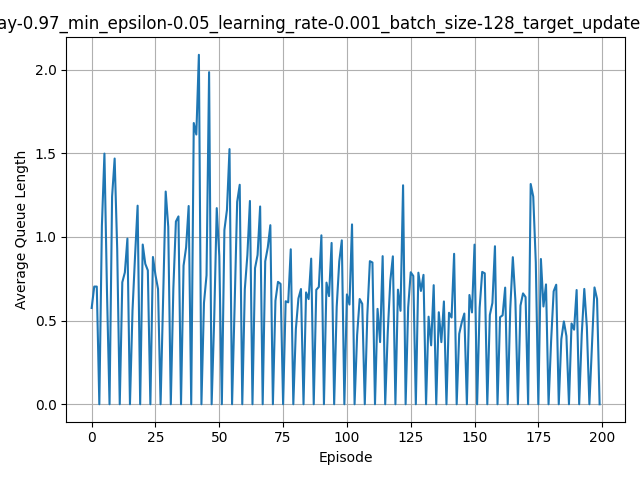 ay-0.97_min_epsilon-0.05_learning_rate-0.001_batch_size-128_target_update
2.0
1.5
1.0
0.5
0.0
Average Queue Length
0 25 50 75 100 125 150 175 200
Episode